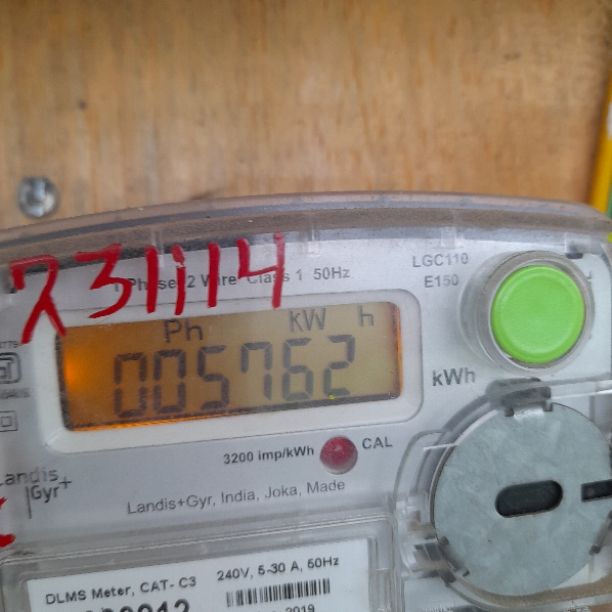 231114
1 Phase, 2 Wire Class 1 50Hz
LGC110
E150
Ph kW h
005762
kWh
3200 imp/kWh CAL
Landis
Gyr+
Landis+Gyr, India, Joka, Made
DLMS Meter, CAT- C3 240V, 5-30 A, 50Hz
2019